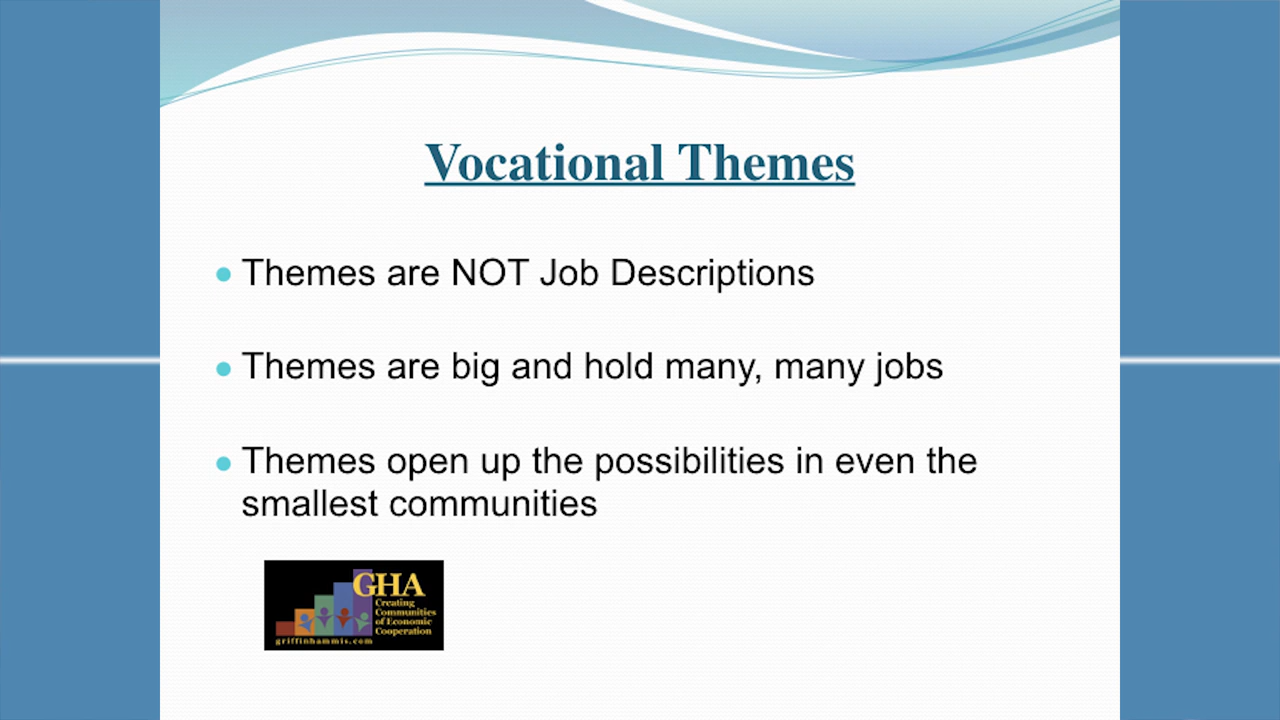 Vocational Themes
Themes are NOT Job Descriptions
Themes are big and hold many, many jobs
Themes open up the possibilities in even the
smallest communities
GHA
Creating
Communities
of Economic
Cooperation
griffinhammis.com